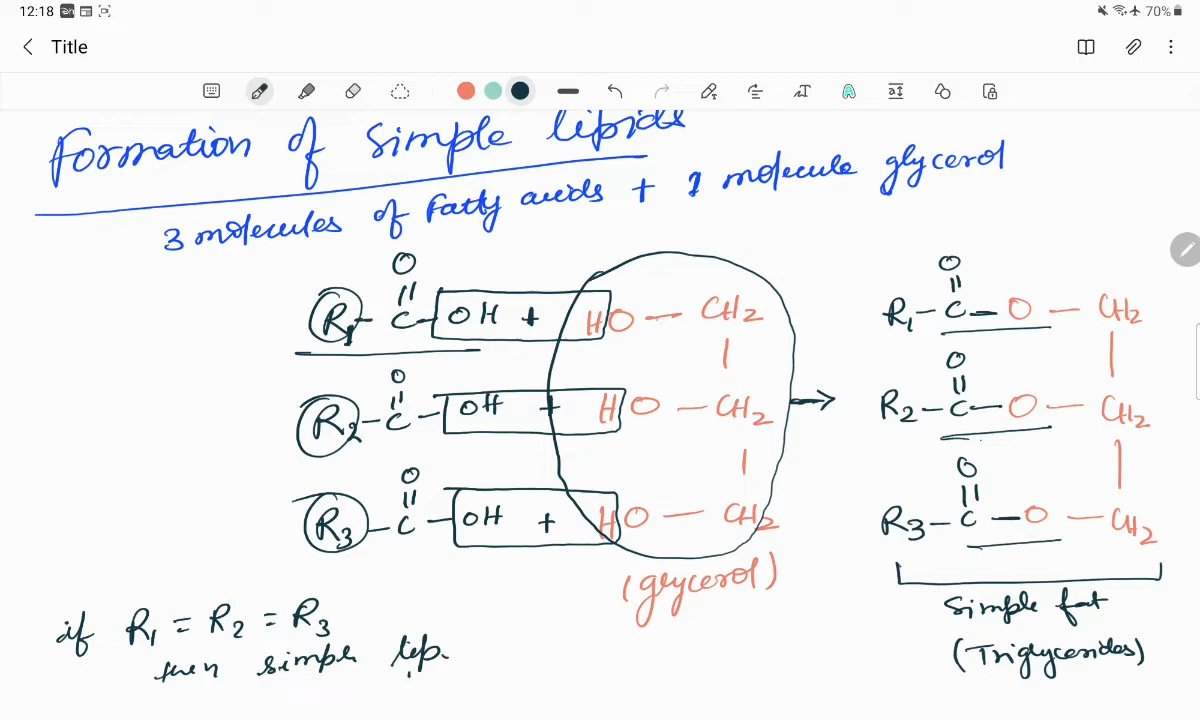 12:18 70%
Title
Formation of Simple lipids
3 molecules of fatty acids + 1 molecule glycerol
O O
R1 - C - OH + HO - CH2 R1 - C - O - CH2
O O
R2 - C - OH + HO - CH2 → R2 - C - O - CH2
O O
R3 - C - OH + HO - CH2 R3 - C - O - CH2
(glycerol)
Simple fat
(Triglycerides)
if R1 = R2 = R3
then simple lip.